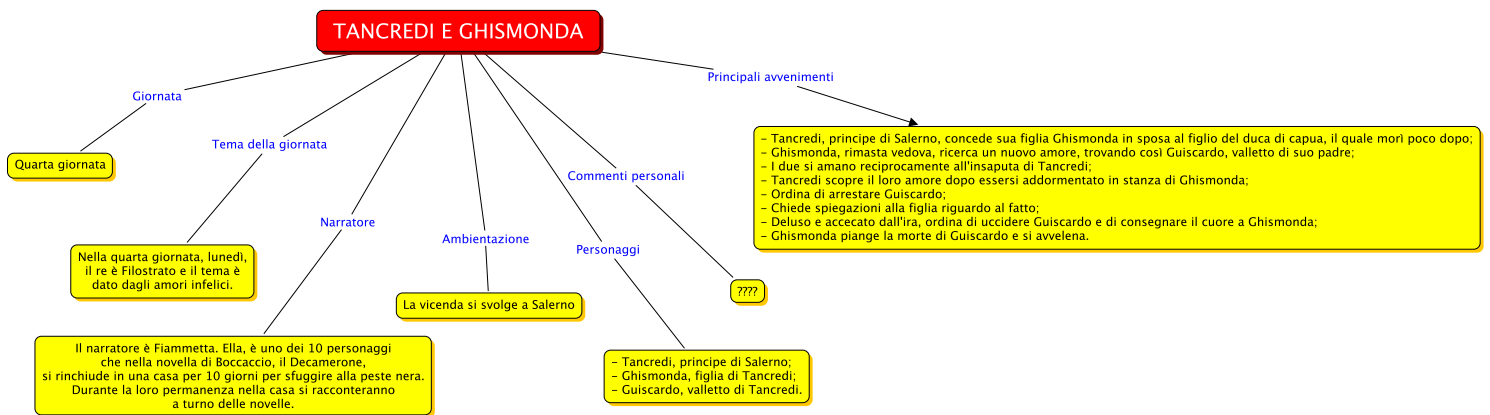 TANCREDI E GHISMONDA
Giornata
Quarta giornata
Tema della giornata
Nella quarta giornata, lunedì,
il re è Filostrato e il tema è
dato dagli amori infelici.
Narratore
Il narratore è Fiammetta. Ella, è uno dei 10 personaggi
che nella novella di Boccaccio, il Decamerone,
si rinchiude in una casa per 10 giorni per sfuggire alla peste nera.
Durante la loro permanenza nella casa si racconteranno
a turno delle novelle.
Ambientazione
La vicenda si svolge a Salerno
Personaggi
- Tancredi, principe di Salerno;
- Ghismonda, figlia di Tancredi;
- Guiscardo, valletto di Tancredi.
Commenti personali
????
Principali avvenimenti
- Tancredi, principe di Salerno, concede sua figlia Ghismonda in sposa al figlio del duca di capua, il quale morì poco dopo;
- Ghismonda, rimasta vedova, ricerca un nuovo amore, trovando così Guiscardo, valletto di suo padre;
- I due si amano reciprocamente all'insaputa di Tancredi;
- Tancredi scopre il loro amore dopo essersi addormentato in stanza di Ghismonda;
- Ordina di arrestare Guiscardo;
- Chiede spiegazioni alla figlia riguardo al fatto;
- Deluso e accecato dall'ira, ordina di uccidere Guiscardo e di consegnare il cuore a Ghismonda;
- Ghismonda piange la morte di Guiscardo e si avvelena.